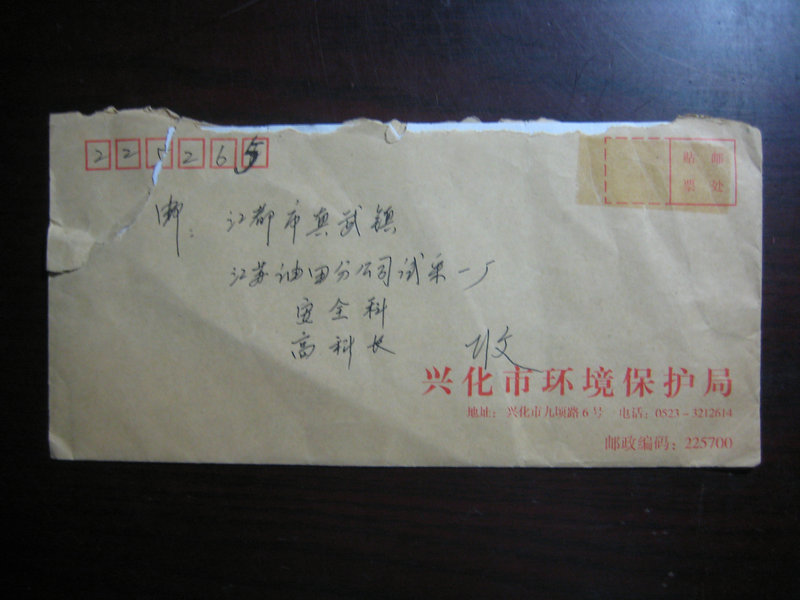 225265
贴邮
票处
邮: 江都市真武镇
江苏油田分公司试采一厂
安全科
高科长 收
兴化市环境保护局
地址: 兴化市九顷路6号 电话: 0523-3212614
邮政编码: 225700